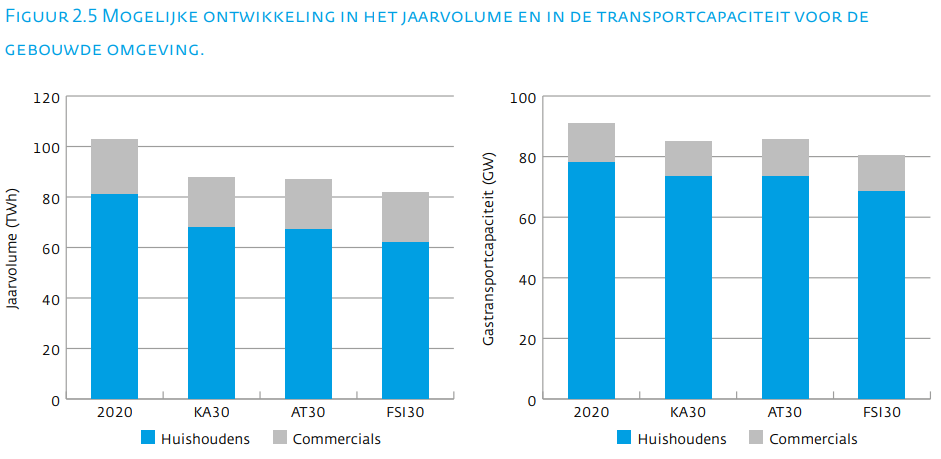 Figuur 2.5 Mogelijke ontwikkeling in het jaarvolume en in de transportcapaciteit voor de
gebouwde omgeving.
Jaarvolume (TWh)
120
100
80
60
40
20
0
2020 KA30 AT30 FSI30
Huishoudens Commercials
Gastransportcapaciteit (GW)
100
80
60
40
20
0
2020 KA30 AT30 FSI30
Huishoudens Commercials